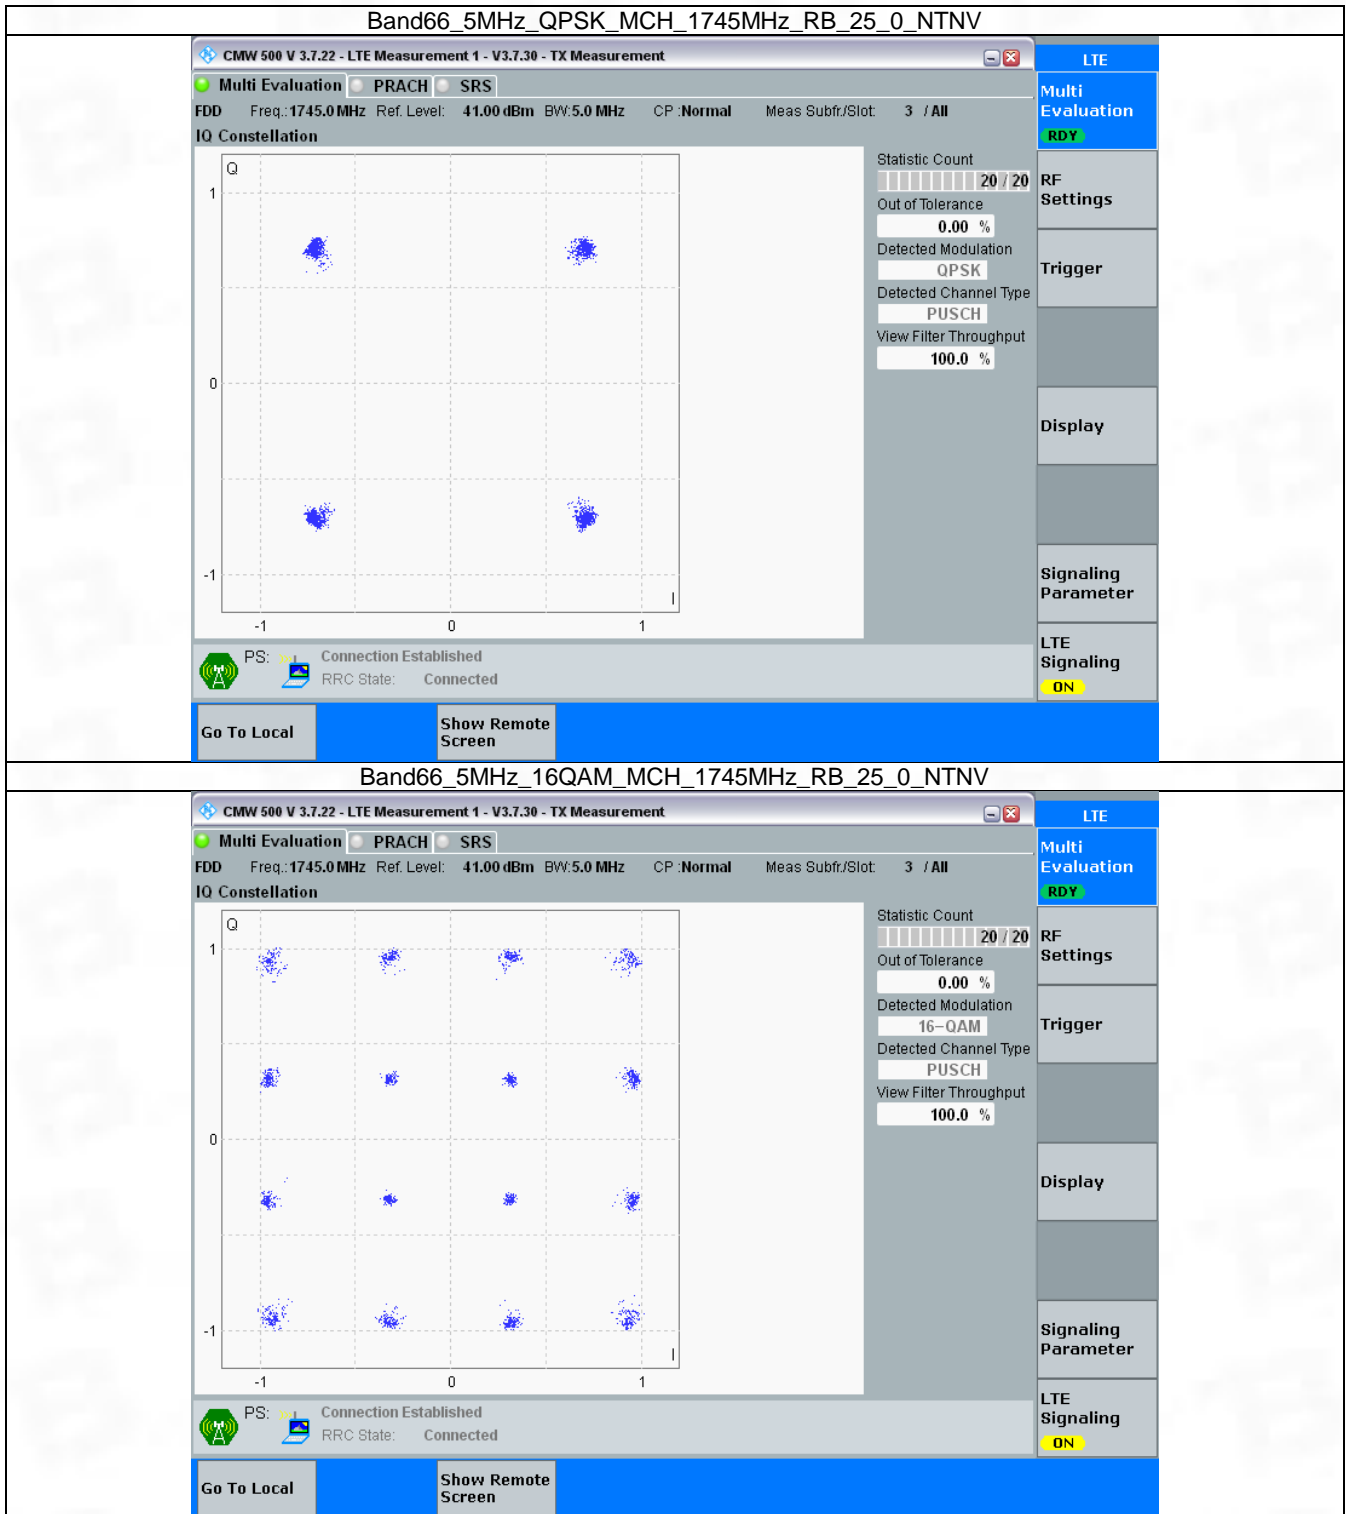 Band66_5MHz_QPSK_MCH_1745MHz_RB_25_0_NTNV
CMW 500 V 3.7.22 - LTE Measurement 1 - V3.7.30 - TX Measurement
LTE
Multi Evaluation PRACH SRS
Multi
Evaluation
RDY
FDD Freq.:1745.0 MHz Ref. Level: 41.00 dBm BW:5.0 MHz CP :Normal Meas Subfr./Slot: 3 / All
IQ Constellation
Q
1
0
-1
I
-1 0 1
Statistic Count
20 / 20
Out of Tolerance
0.00 %
Detected Modulation
QPSK
Detected Channel Type
PUSCH
View Filter Throughput
100.0 %
RF
Settings
Trigger
Display
Signaling
Parameter
LTE
Signaling
ON
PS: Connection Established
RRC State: Connected
Go To Local
Show Remote
Screen
Band66_5MHz_16QAM_MCH_1745MHz_RB_25_0_NTNV
CMW 500 V 3.7.22 - LTE Measurement 1 - V3.7.30 - TX Measurement
LTE
Multi Evaluation PRACH SRS
Multi
Evaluation
RDY
FDD Freq.:1745.0 MHz Ref. Level: 41.00 dBm BW:5.0 MHz CP :Normal Meas Subfr./Slot: 3 / All
IQ Constellation
Q
1
0
-1
I
-1 0 1
Statistic Count
20 / 20
Out of Tolerance
0.00 %
Detected Modulation
16-QAM
Detected Channel Type
PUSCH
View Filter Throughput
100.0 %
RF
Settings
Trigger
Display
Signaling
Parameter
LTE
Signaling
ON
PS: Connection Established
RRC State: Connected
Go To Local
Show Remote
Screen